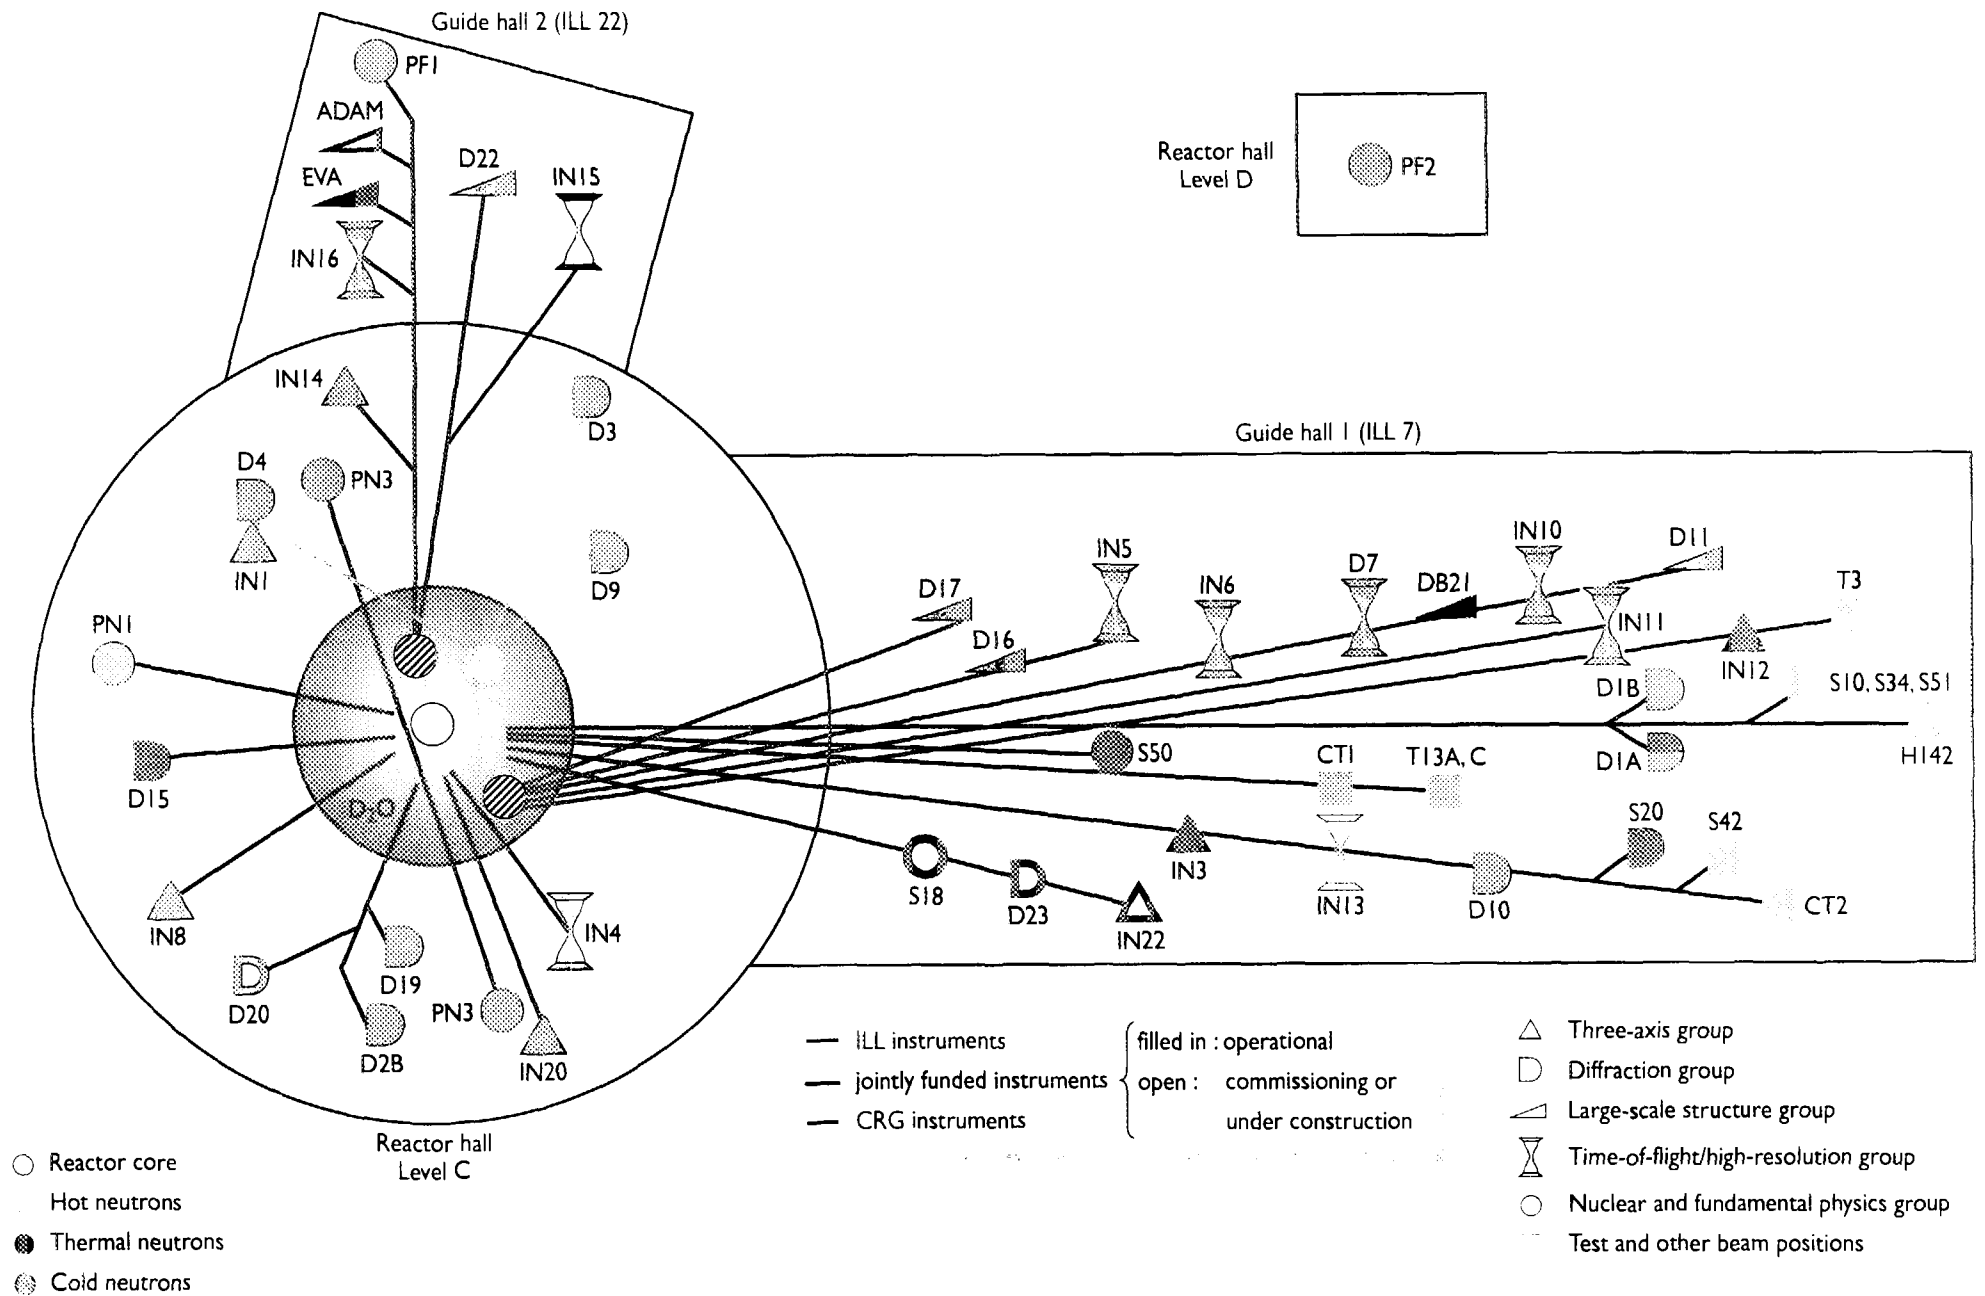 Guide hall 2 (ILL 22)
PF1
ADAM
EVA
D22
IN15
IN16
Reactor hall
Level D
PF2
IN14
D3
D4
PN3
IN1
D9
PN1
D15
D₂O
IN8
D20
D19
D2B
PN3
IN20
IN4
Reactor hall
Level C
Guide hall 1 (ILL 7)
D17
D16
IN5
IN6
D7
DB21
IN10
D11
IN11
T3
IN12
D1B
S10, S34, S51
D1A
H142
S50
CT1
T13A, C
S18
D23
IN22
IN3
IN13
D10
S20
S42
CT2
ILL instruments
jointly funded instruments
CRG instruments
filled in : operational
open : commissioning or
under construction
Three-axis group
Diffraction group
Large-scale structure group
Time-of-flight/high-resolution group
Nuclear and fundamental physics group
Test and other beam positions
Reactor core
Hot neutrons
Thermal neutrons
Cold neutrons